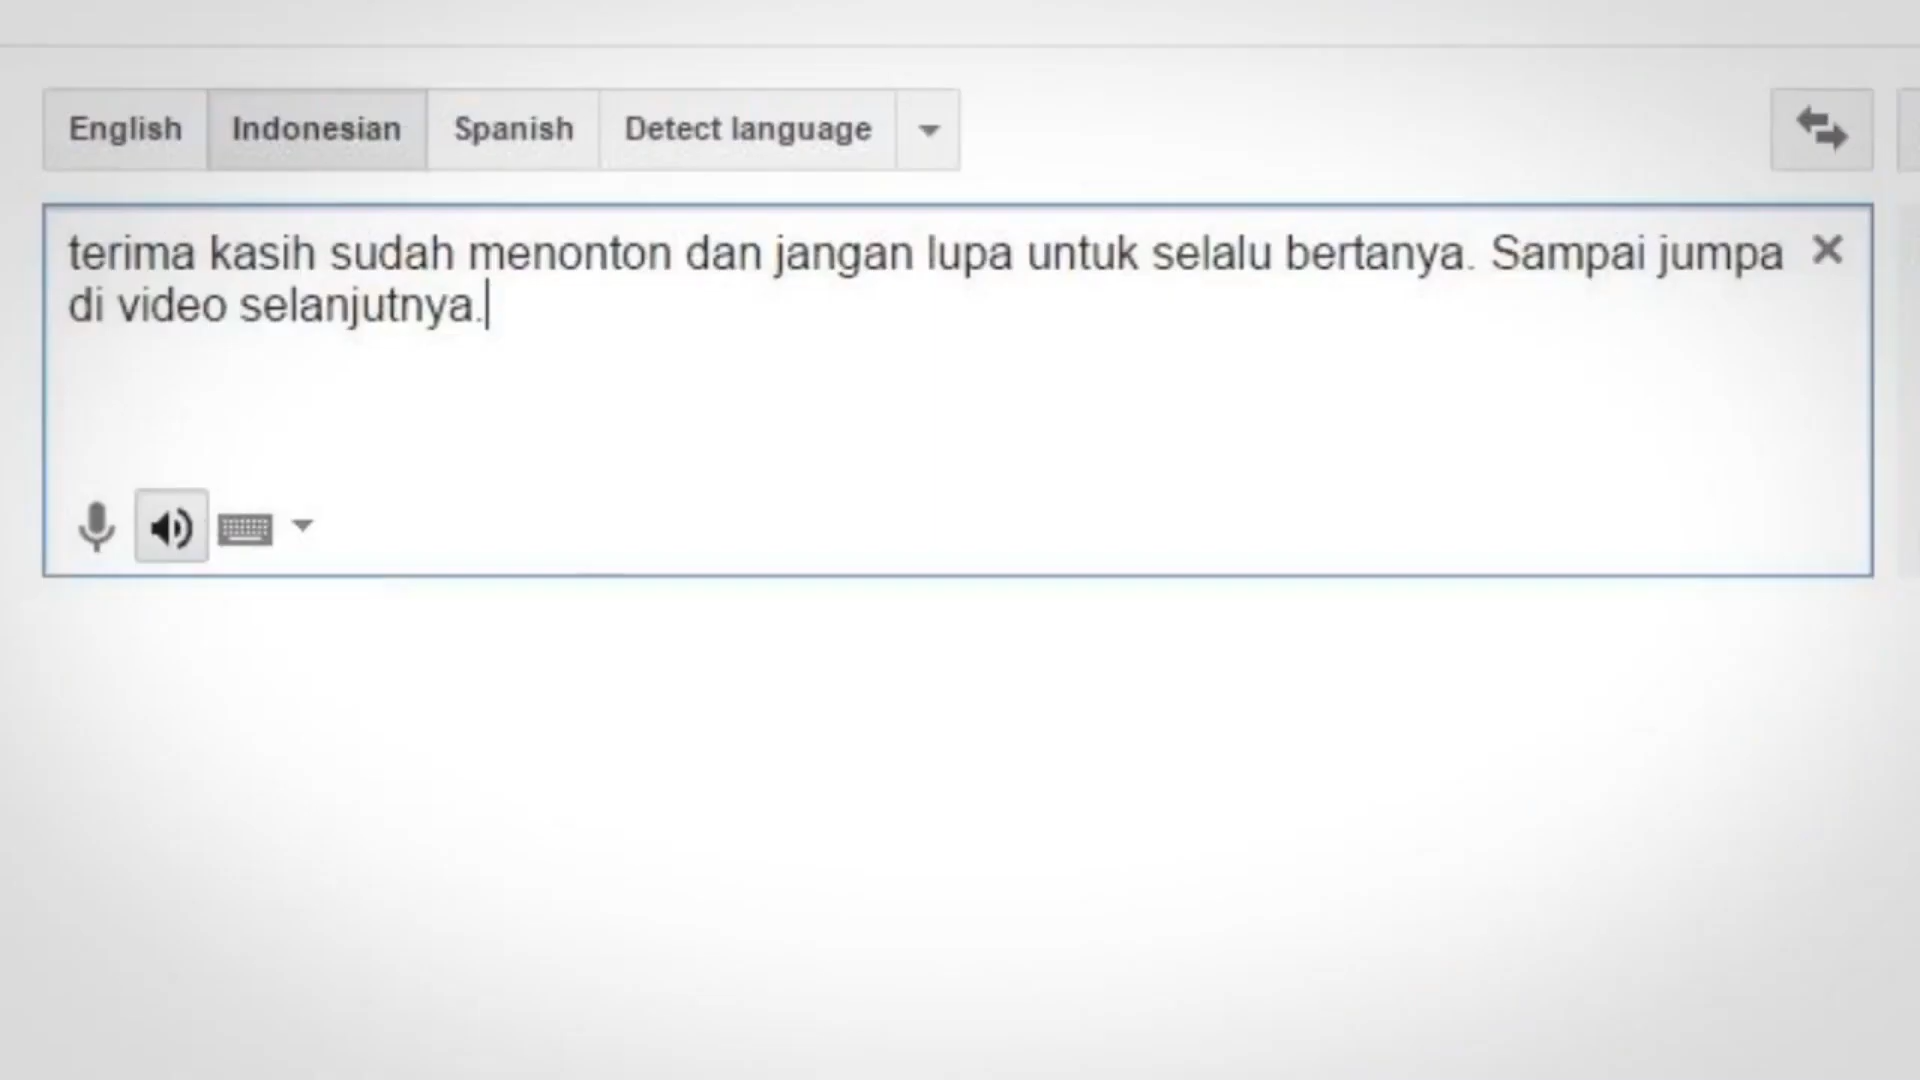 English Indonesian Spanish Detect language
terima kasih sudah menonton dan jangan lupa untuk selalu bertanya. Sampai jumpa
di video selanjutnya.